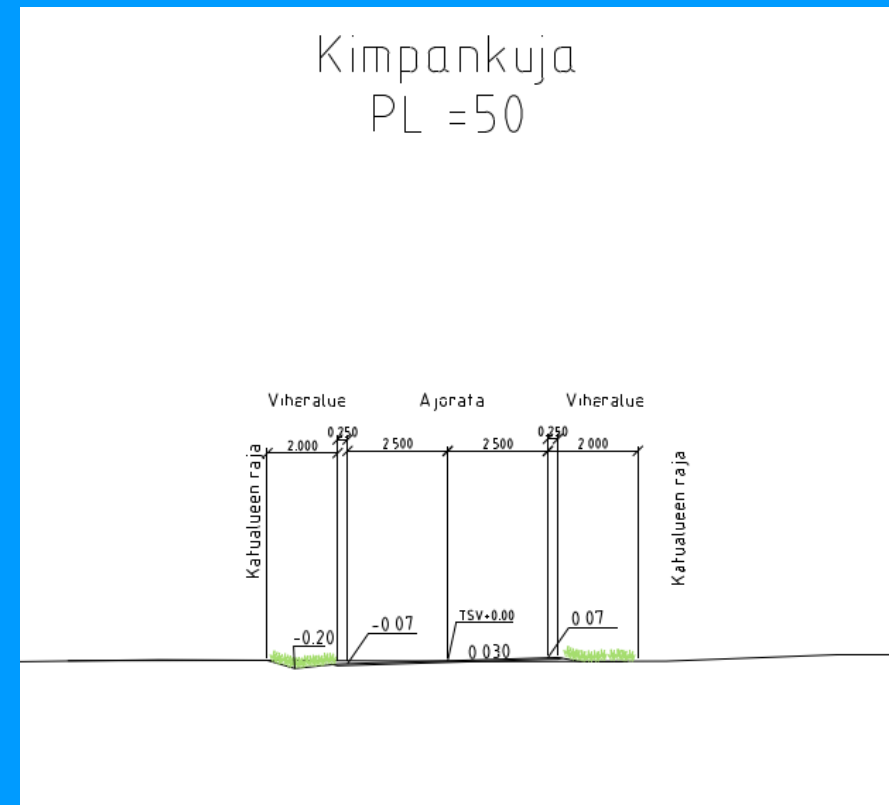 Kimpankuja
PL =50
Viheralue Ajorata Viheralue
0.250 0.250
2.000 2 500 2 500 2 000
Katualueen raja
Katualueen raja
-0.20 -0 07 TSV+0.00 0 07
0 030